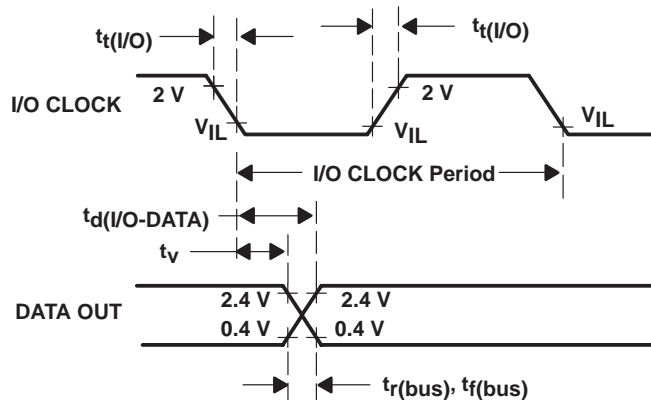 tt(I/O)
tt(I/O)
I/O CLOCK
2 V
VIL
VIL
2 V
VIL
I/O CLOCK Period
td(I/O-DATA)
tv
DATA OUT
2.4 V
2.4 V
0.4 V
0.4 V
tr(bus), tf(bus)